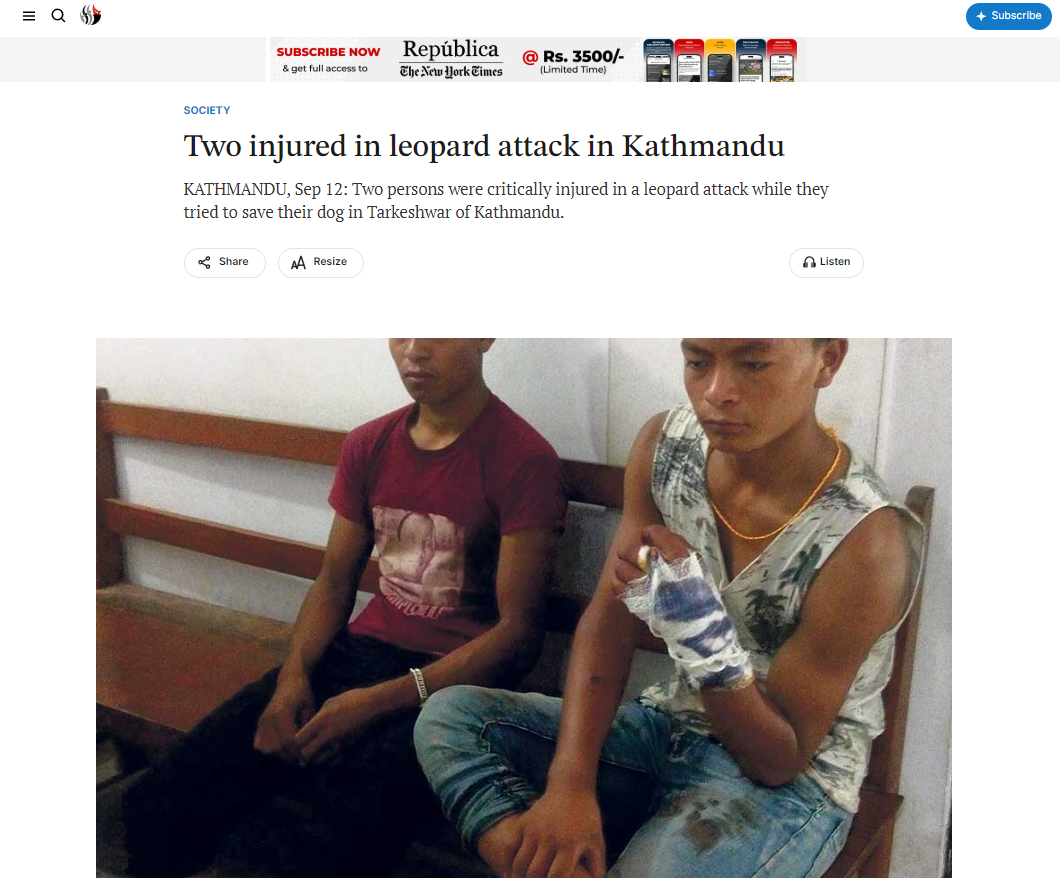 Subscribe
SUBSCRIBE NOW
& get full access to
República
The New York Times
@ Rs. 3500/-
(Limited Time)
SOCIETY
Two injured in leopard attack in Kathmandu
KATHMANDU, Sep 12: Two persons were critically injured in a leopard attack while they
tried to save their dog in Tarkeshwar of Kathmandu.
Share
Resize
Listen